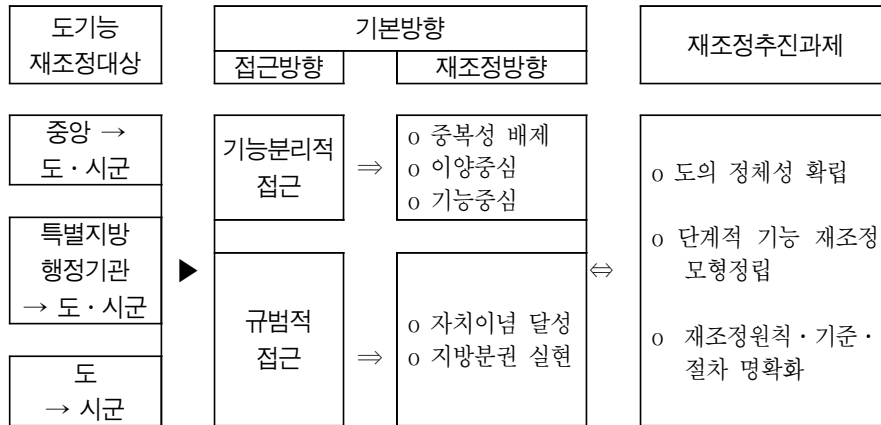 도기능
재조정대상
기본방향
접근방향
재조정방향
재조정추진과제
중앙 →
도·시군
특별지방
행정기관
→ 도·시군
도
→ 시군
▶
기능분리적
접근
⇒
o 중복성 배제
o 이양중심
o 기능중심
규범적
접근
⇒
o 자치이념 달성
o 지방분권 실현
⇔
o 도의 정체성 확립
o 단계적 기능 재조정
모형정립
o 재조정원칙·기준·
절차 명확화